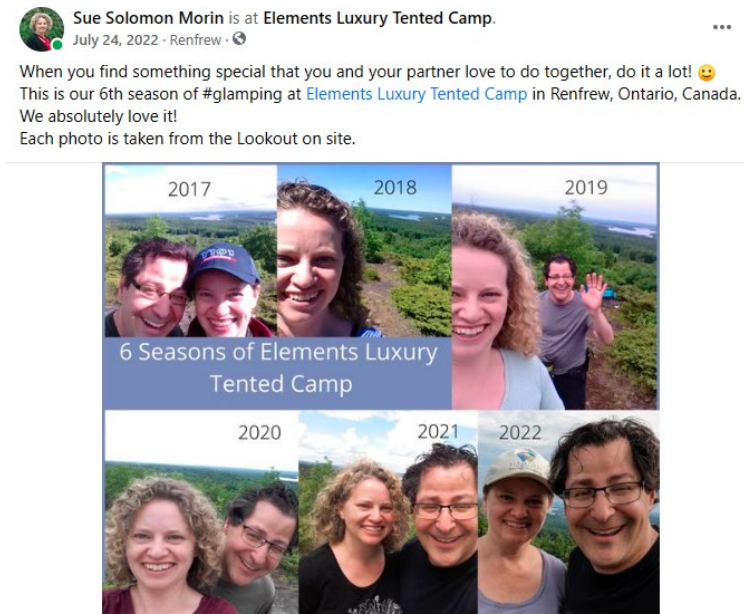 Sue Solomon Morin is at Elements Luxury Tented Camp.
July 24, 2022 · Renfrew ·
When you find something special that you and your partner love to do together, do it a lot! 🙂
This is our 6th season of #glamping at Elements Luxury Tented Camp in Renfrew, Ontario, Canada.
We absolutely love it!
Each photo is taken from the Lookout on site.
2017
2018
2019
6 Seasons of Elements Luxury
Tented Camp
2020
2021
2022